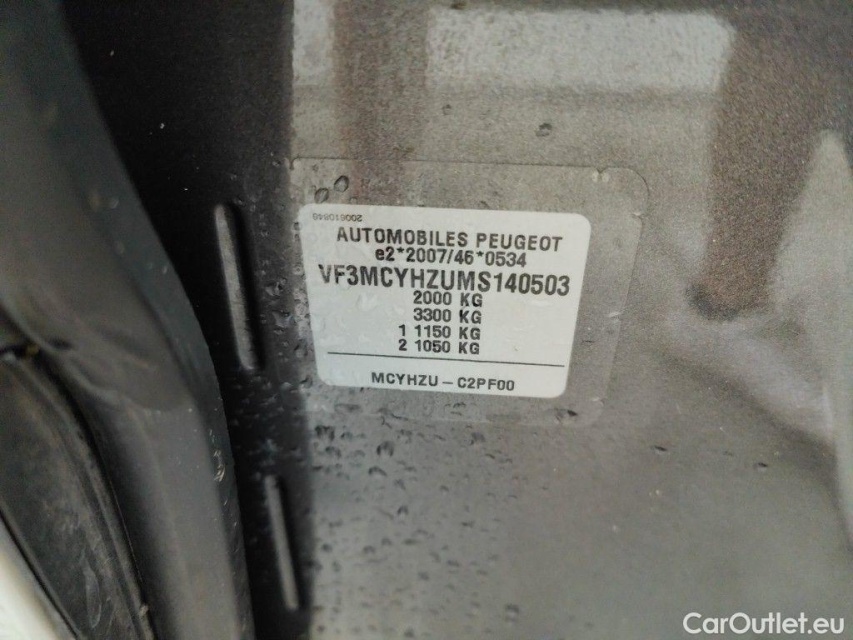 AUTOMOBILES PEUGEOT
e2*2007/46*0534
VF3MCYHZUMS140503
2000 KG
3300 KG
1 1150 KG
2 1050 KG
MCYHZU - C2PF00
CarOutlet.eu